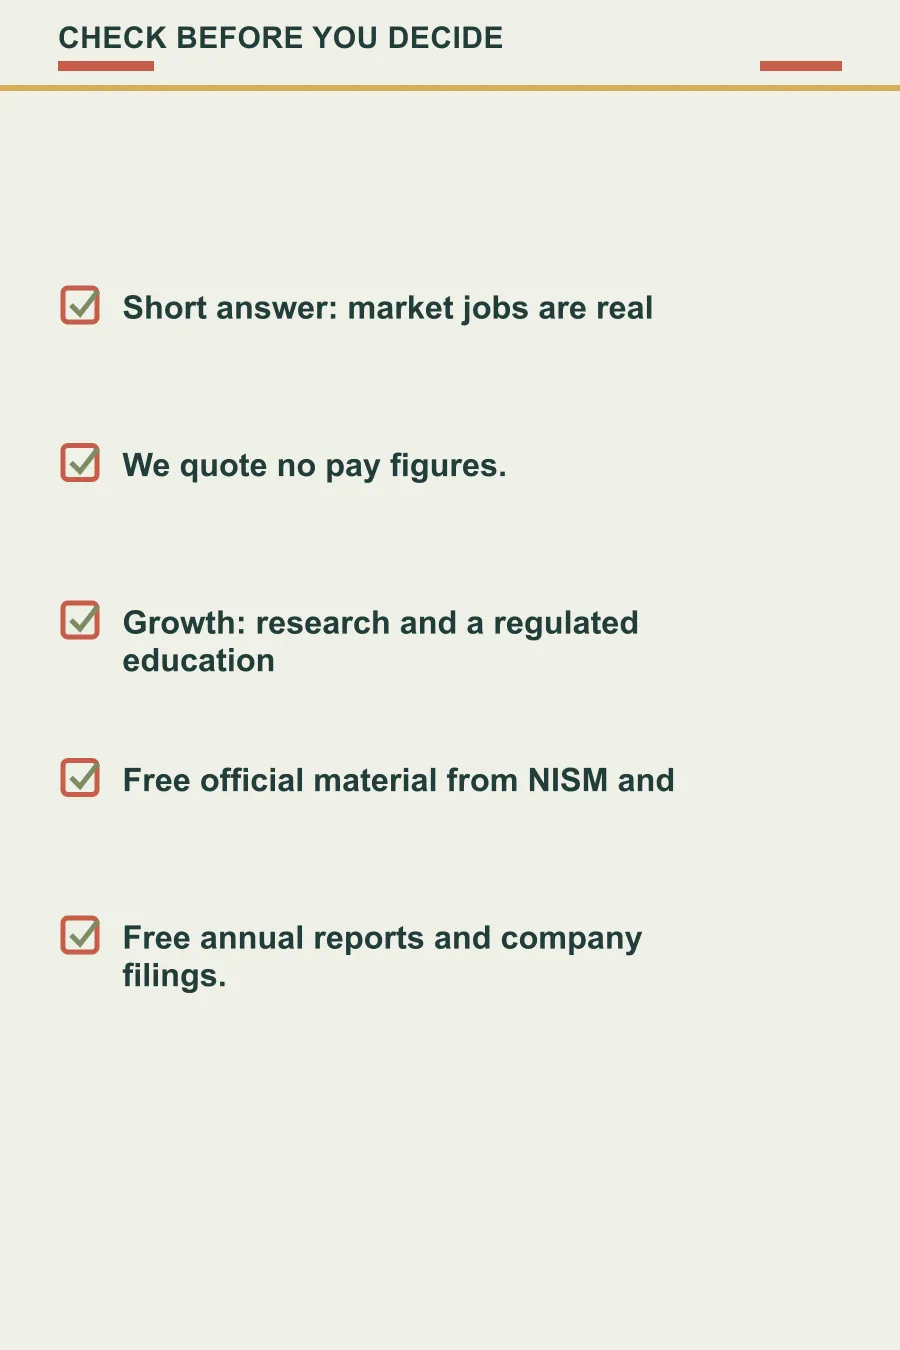 CHECK BEFORE YOU DECIDE
Short answer: market jobs are real
We quote no pay figures.
Growth: research and a regulated
education
Free official material from NISM and
Free annual reports and company
filings.